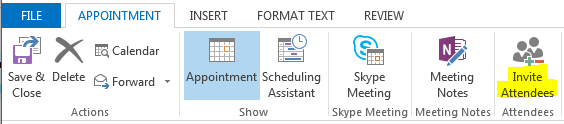 FILE APPOINTMENT INSERT FORMAT TEXT REVIEW
Save & Close
Delete
Calendar
Forward
Actions
Appointment
Scheduling Assistant
Show
Skype Meeting
Skype Meeting
Meeting Notes
Meeting Notes
Invite Attendees
Attendees